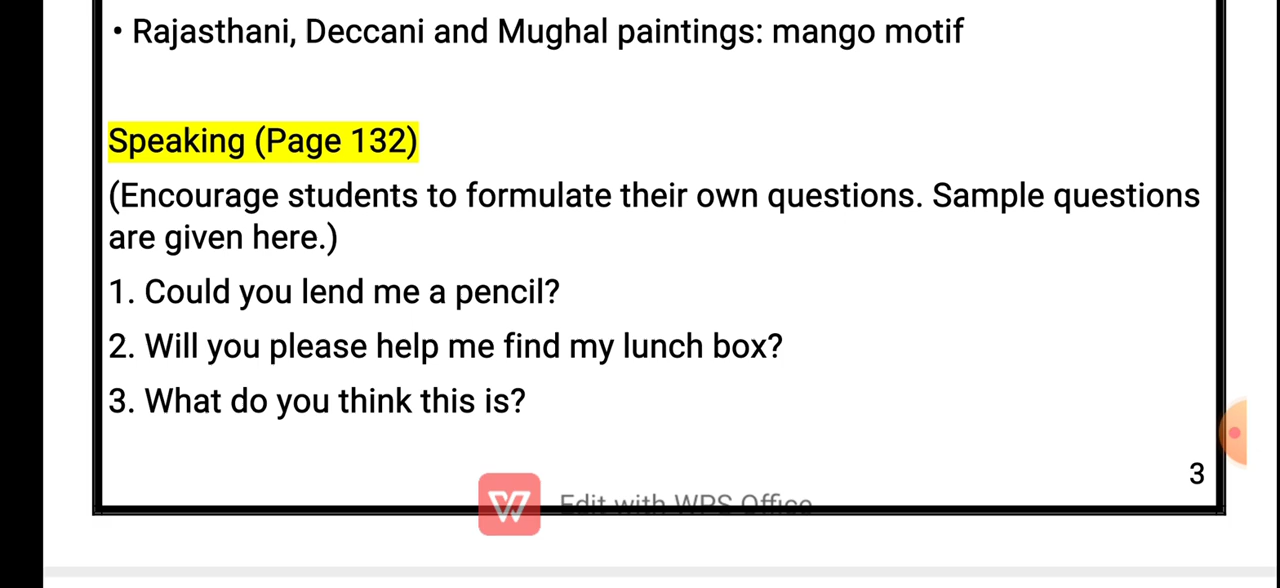 • Rajasthani, Deccani and Mughal paintings: mango motif
Speaking (Page 132)
(Encourage students to formulate their own questions. Sample questions
are given here.)
1. Could you lend me a pencil?
2. Will you please help me find my lunch box?
3. What do you think this is?
3
Edit with WPS Office